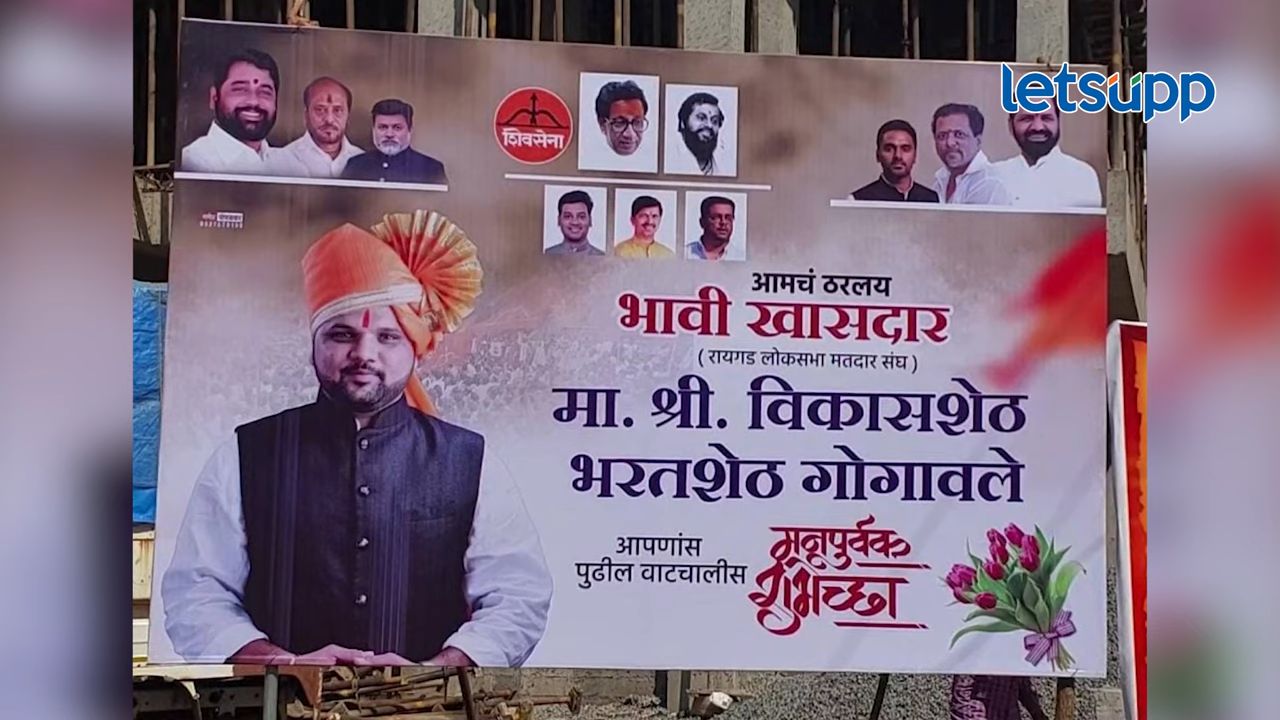 letsupp
शिवसेना
आमचं ठरलय
भावी खासदार
( रायगड लोकसभा मतदार संघ )
मा. श्री. विकासशेठ
भरतशेठ गोगावले
आपणांस
पुढील वाटचालीस
मनःपूर्वक
शुभेच्छा